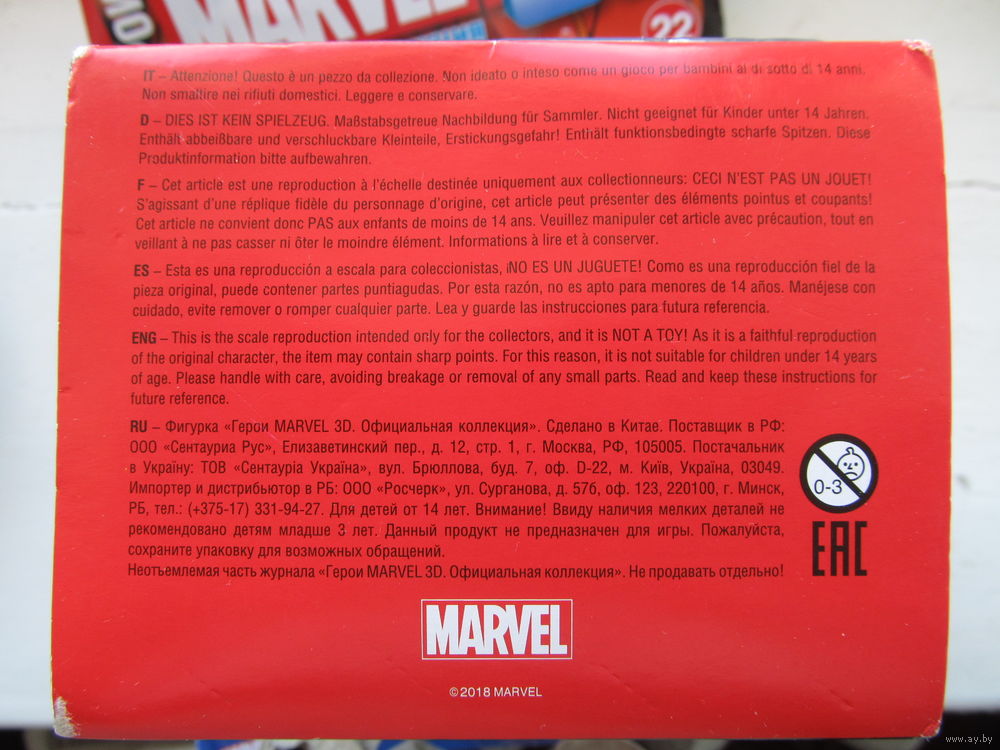 MARVEL
22
IT – Attenzione! Questo è un pezzo da collezione. Non ideato o inteso come un gioco per bambini al di sotto di 14 anni.
Non smaltire nei rifiuti domestici. Leggere e conservare.
D – DIES IST KEIN SPIELZEUG. Maßstabsgetreue Nachbildung für Sammler. Nicht geeignet für Kinder unter 14 Jahren.
Enthält abbeißbare und verschluckbare Kleinteile, Erstickungsgefahr! Enthält funktionsbedingte scharfe Spitzen. Diese
Produktinformation bitte aufbewahren.
F – Cet article est une reproduction à l'échelle destinée uniquement aux collectionneurs: CECI N'EST PAS UN JOUET!
S'agissant d'une réplique fidèle du personnage d'origine, cet article peut présenter des éléments pointus et coupants!
Cet article ne convient donc PAS aux enfants de moins de 14 ans. Veuillez manipuler cet article avec précaution, tout en
veillant à ne pas casser ni ôter le moindre élément. Informations à lire et à conserver.
ES – Esta es una reproducción a escala para coleccionistas, ¡NO ES UN JUGUETE! Como es una reproducción fiel de la
pieza original, puede contener partes puntiagudas. Por esta razón, no es apto para menores de 14 años. Manéjese con
cuidado, evite remover o romper cualquier parte. Lea y guarde las instrucciones para futura referencia.
ENG – This is the scale reproduction intended only for the collectors, and it is NOT A TOY! As it is a faithful reproduction
of the original character, the item may contain sharp points. For this reason, it is not suitable for children under 14 years
of age. Please handle with care, avoiding breakage or removal of any small parts. Read and keep these instructions for
future reference.
RU – Фигурка «Герои MARVEL 3D. Официальная коллекция». Сделано в Китае. Поставщик в РФ:
ООО «Сентауриа Рус», Елизаветинский пер., д. 12, стр. 1, г. Москва, РФ, 105005. Постачальник
в Україну: ТОВ «Сентауріа Україна», вул. Брюллова, буд. 7, оф. D-22, м. Київ, Україна, 03049.
Импортер и дистрибьютор в РБ: ООО «Росчерк», ул. Сурганова, д. 57б, оф. 123, 220100, г. Минск,
РБ, тел.: (+375-17) 331-94-27. Для детей от 14 лет. Внимание! Ввиду наличия мелких деталей не
рекомендовано детям младше 3 лет. Данный продукт не предназначен для игры. Пожалуйста,
сохраните упаковку для возможных обращений.
Неотъемлемая часть журнала «Герои MARVEL 3D. Официальная коллекция». Не продавать отдельно!
0-3
EAC
MARVEL
© 2018 MARVEL
www.ay.by